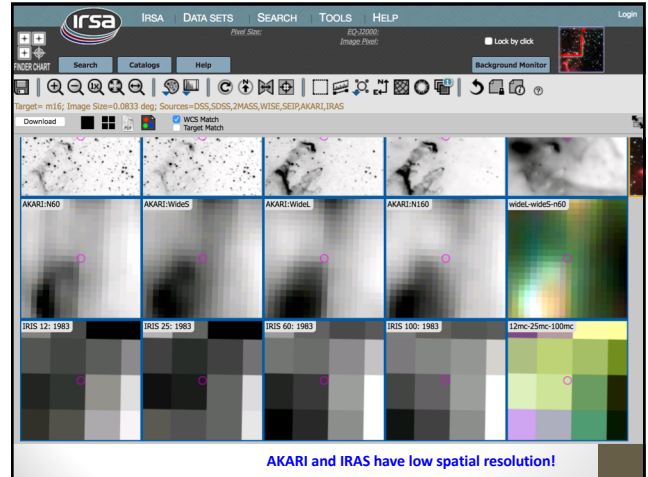 irsa
IRSA DATA SETS SEARCH TOOLS HELP
Login
Pixel Size: EQ-J2000:
Image Pixel:
Lock by click
FINDER CHART Search Catalogs Help Background Monitor
1x
Target= m16; Image Size=0.0833 deg; Sources=DSS,SDSS,2MASS,WISE,SEIP,AKARI,IRAS
Download PDF WCS Match
Target Match
AKARI:N60 AKARI:WideS AKARI:WideL AKARI:N160 wideL-wideS-n60
IRIS 12: 1983 IRIS 25: 1983 IRIS 60: 1983 IRIS 100: 1983 12mc-25mc-100mc
AKARI and IRAS have low spatial resolution!